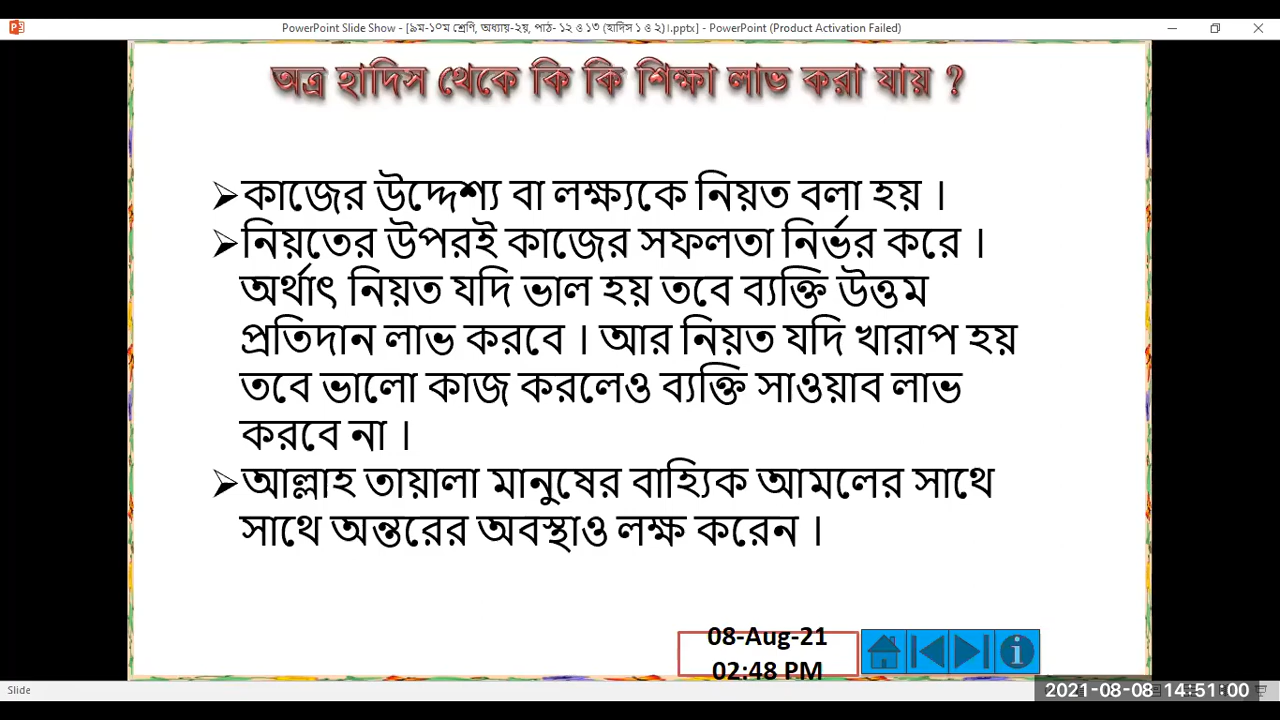 PowerPoint Slide Show - [৯ম-১০ম শ্রেণি, অধ্যায়-২য়, পাঠ- ১২ ও ১৩ (হাদিস ১ ও ২)।.pptx] - PowerPoint (Product Activation Failed)
অত্র হাদিস থেকে কি কি শিক্ষা লাভ করা যায় ?
➢কাজের উদ্দেশ্য বা লক্ষ্যকে নিয়ত বলা হয় ।
➢নিয়তের উপরই কাজের সফলতা নির্ভর করে ।
অর্থাৎ নিয়ত যদি ভাল হয় তবে ব্যক্তি উত্তম
প্রতিদান লাভ করবে । আর নিয়ত যদি খারাপ হয়
তবে ভালো কাজ করলেও ব্যক্তি সাওয়াব লাভ
করবে না ।
➢আল্লাহ তায়ালা মানুষের বাহ্যিক আমলের সাথে
সাথে অন্তরের অবস্থাও লক্ষ করেন ।
08-Aug-21
02:48 PM
Slide
2021-08-08 14:51:00